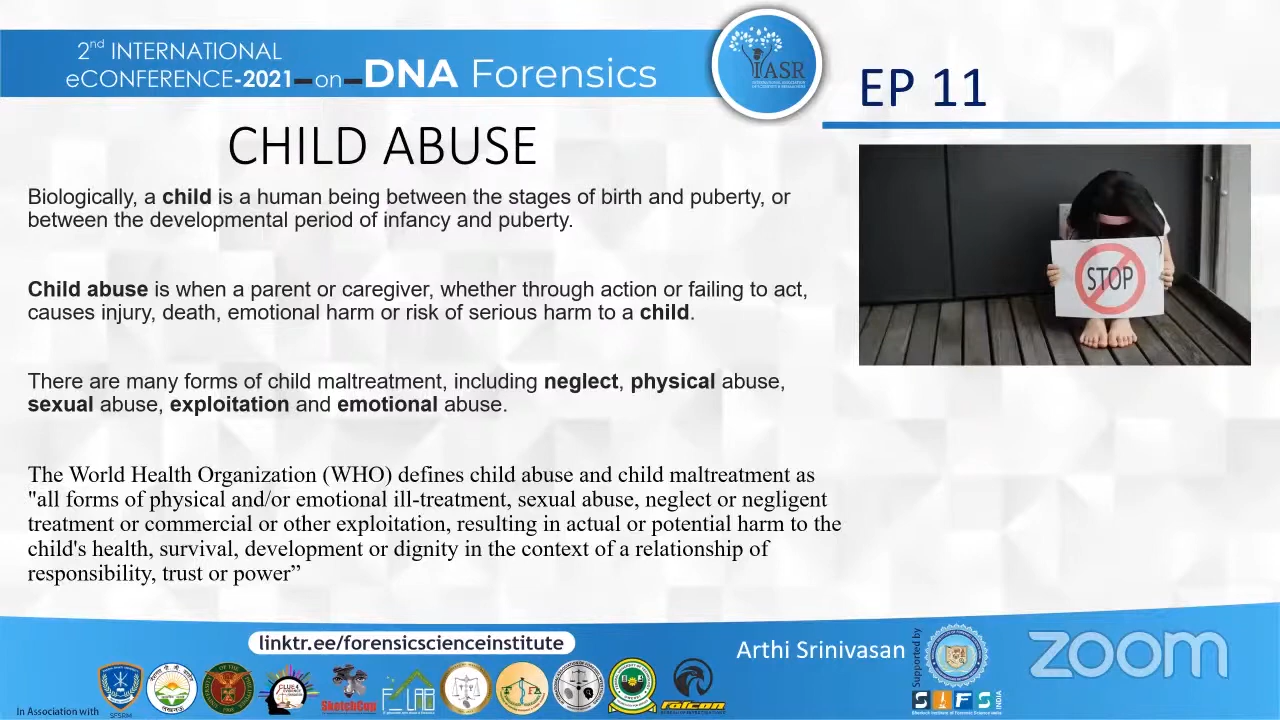 2nd INTERNATIONAL
eCONFERENCE-2021-on-DNA Forensics
IASR
EP 11
CHILD ABUSE
Biologically, a child is a human being between the stages of birth and puberty, or
between the developmental period of infancy and puberty.
Child abuse is when a parent or caregiver, whether through action or failing to act,
causes injury, death, emotional harm or risk of serious harm to a child.
There are many forms of child maltreatment, including neglect, physical abuse,
sexual abuse, exploitation and emotional abuse.
The World Health Organization (WHO) defines child abuse and child maltreatment as
"all forms of physical and/or emotional ill-treatment, sexual abuse, neglect or negligent
treatment or commercial or other exploitation, resulting in actual or potential harm to the
child's health, survival, development or dignity in the context of a relationship of
responsibility, trust or power”
STOP
linktr.ee/forensicscienceinstitute
Arthi Srinivasan
Supported by
zoom
In Association with
SketchCop
falcon
SIFS
INDIA